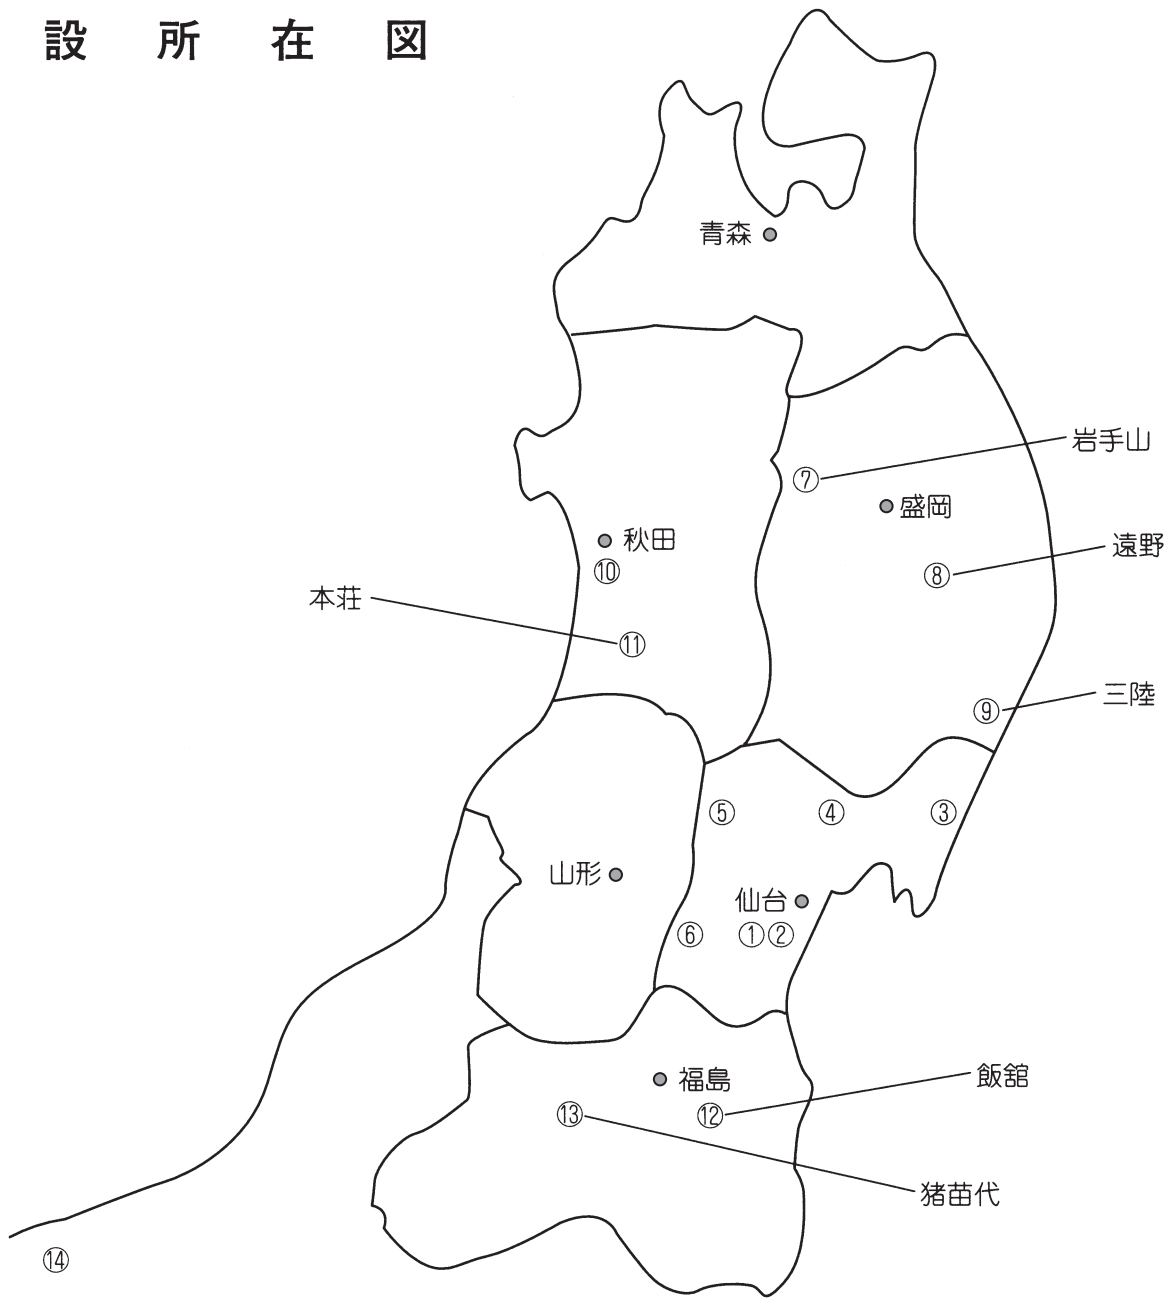 設所在図
青森
岩手山
⑦
盛岡
秋田
遠野
⑩
⑧
本荘
⑪
三陸
⑨
⑤
④
③
山形
仙台
⑥
①②
福島
飯舘
⑬
⑫
猪苗代
⑭